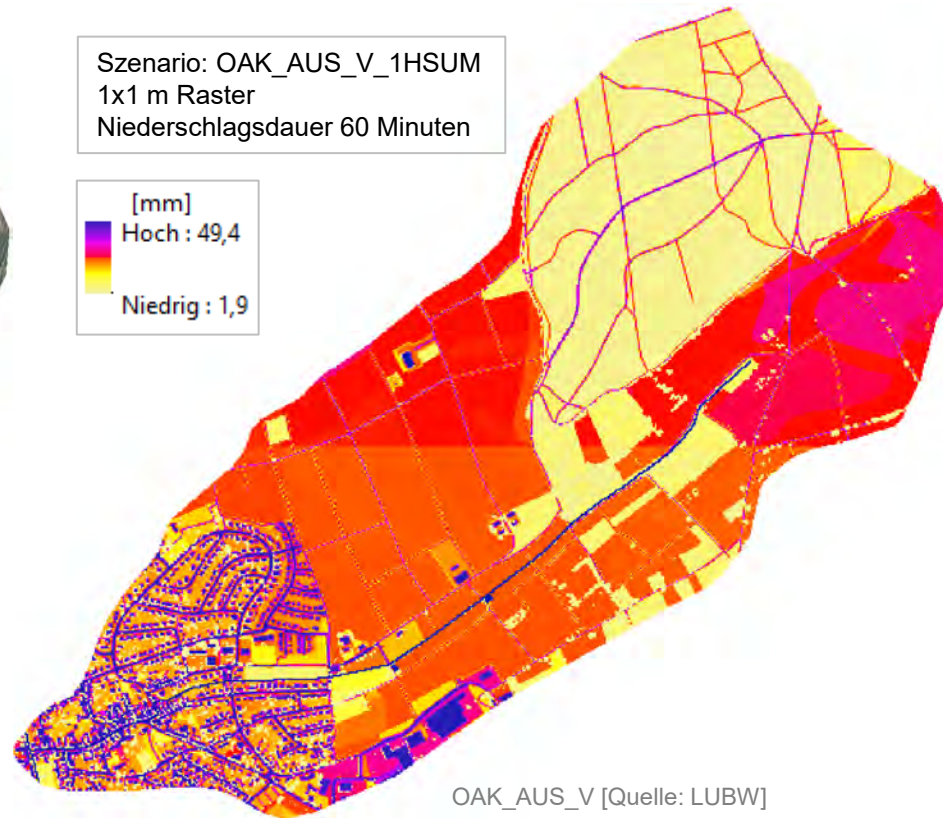 Szenario: OAK_AUS_V_1HSUM
1x1 m Raster
Niederschlagsdauer 60 Minuten
[mm]
Hoch : 49,4
Niedrig : 1,9
OAK_AUS_V [Quelle: LUBW]